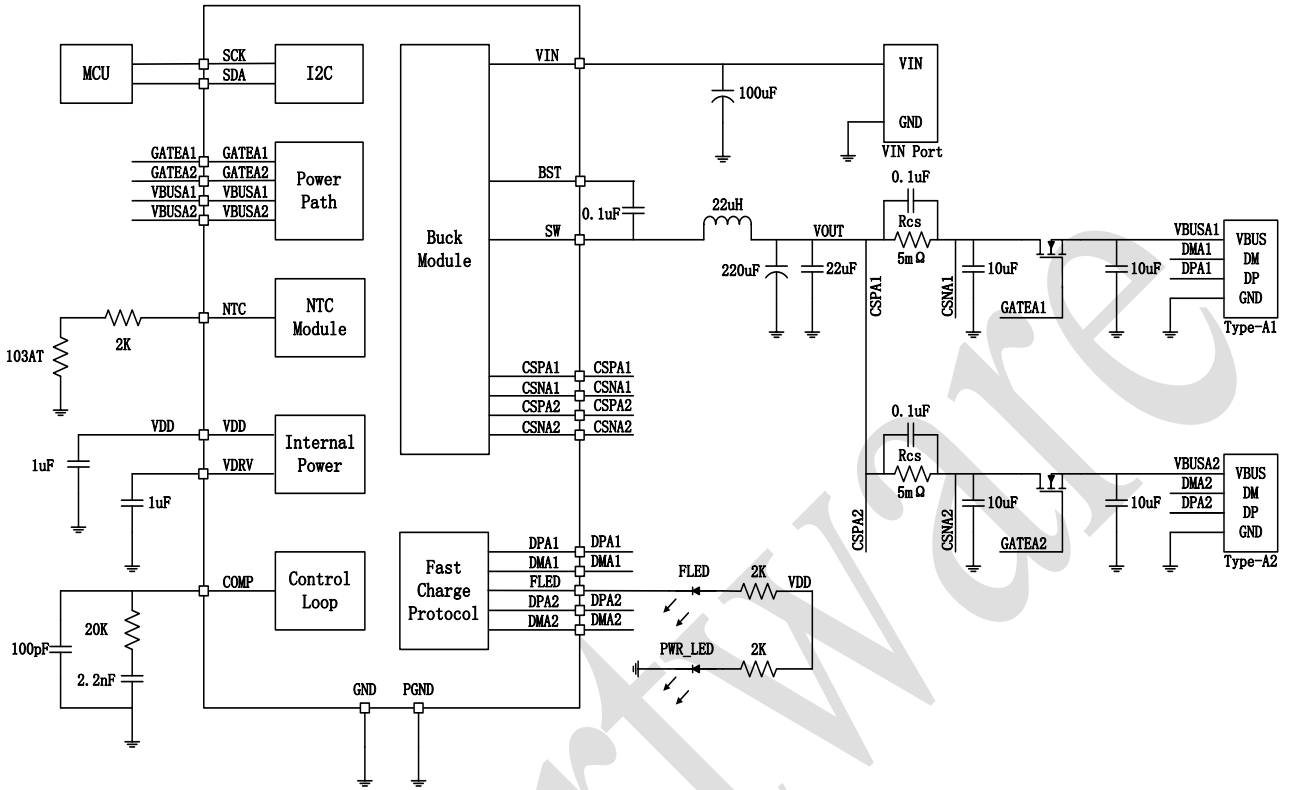 MCU
SCK
SDA
I2C
GATEA1
GATEA2
VBUSA1
VBUSA2
GATEA1
GATEA2
VBUSA1
VBUSA2
Power
Path
103AT
2K
NTC
NTC
Module
VDD
VDD
VDRV
1uF
1uF
Internal
Power
COMP
Control
Loop
100pF
20K
2.2nF
GND
PGND
Buck
Module
VIN
BST
SW
CSPA1
CSNA1
CSPA2
CSNA2
CSPA1
CSNA1
CSPA2
CSNA2
Fast
Charge
Protocol
DPA1
DMA1
FLED
DPA2
DMA2
DPA1
DMA1
DPA2
DMA2
100uF
VIN
GND
VIN Port
0.1uF
22uH
VOUT
220uF
22uF
0.1uF
Rcs
5mΩ
CSPA1
CSNA1
10uF
GATEA1
10uF
VBUSA1
DMA1
DPA1
VBUS
DM
DP
GND
Type-A1
0.1uF
Rcs
5mΩ
CSPA2
CSNA2
10uF
GATEA2
10uF
VBUSA2
DMA2
DPA2
VBUS
DM
DP
GND
Type-A2
FLED
2K
VDD
PWR_LED
2K